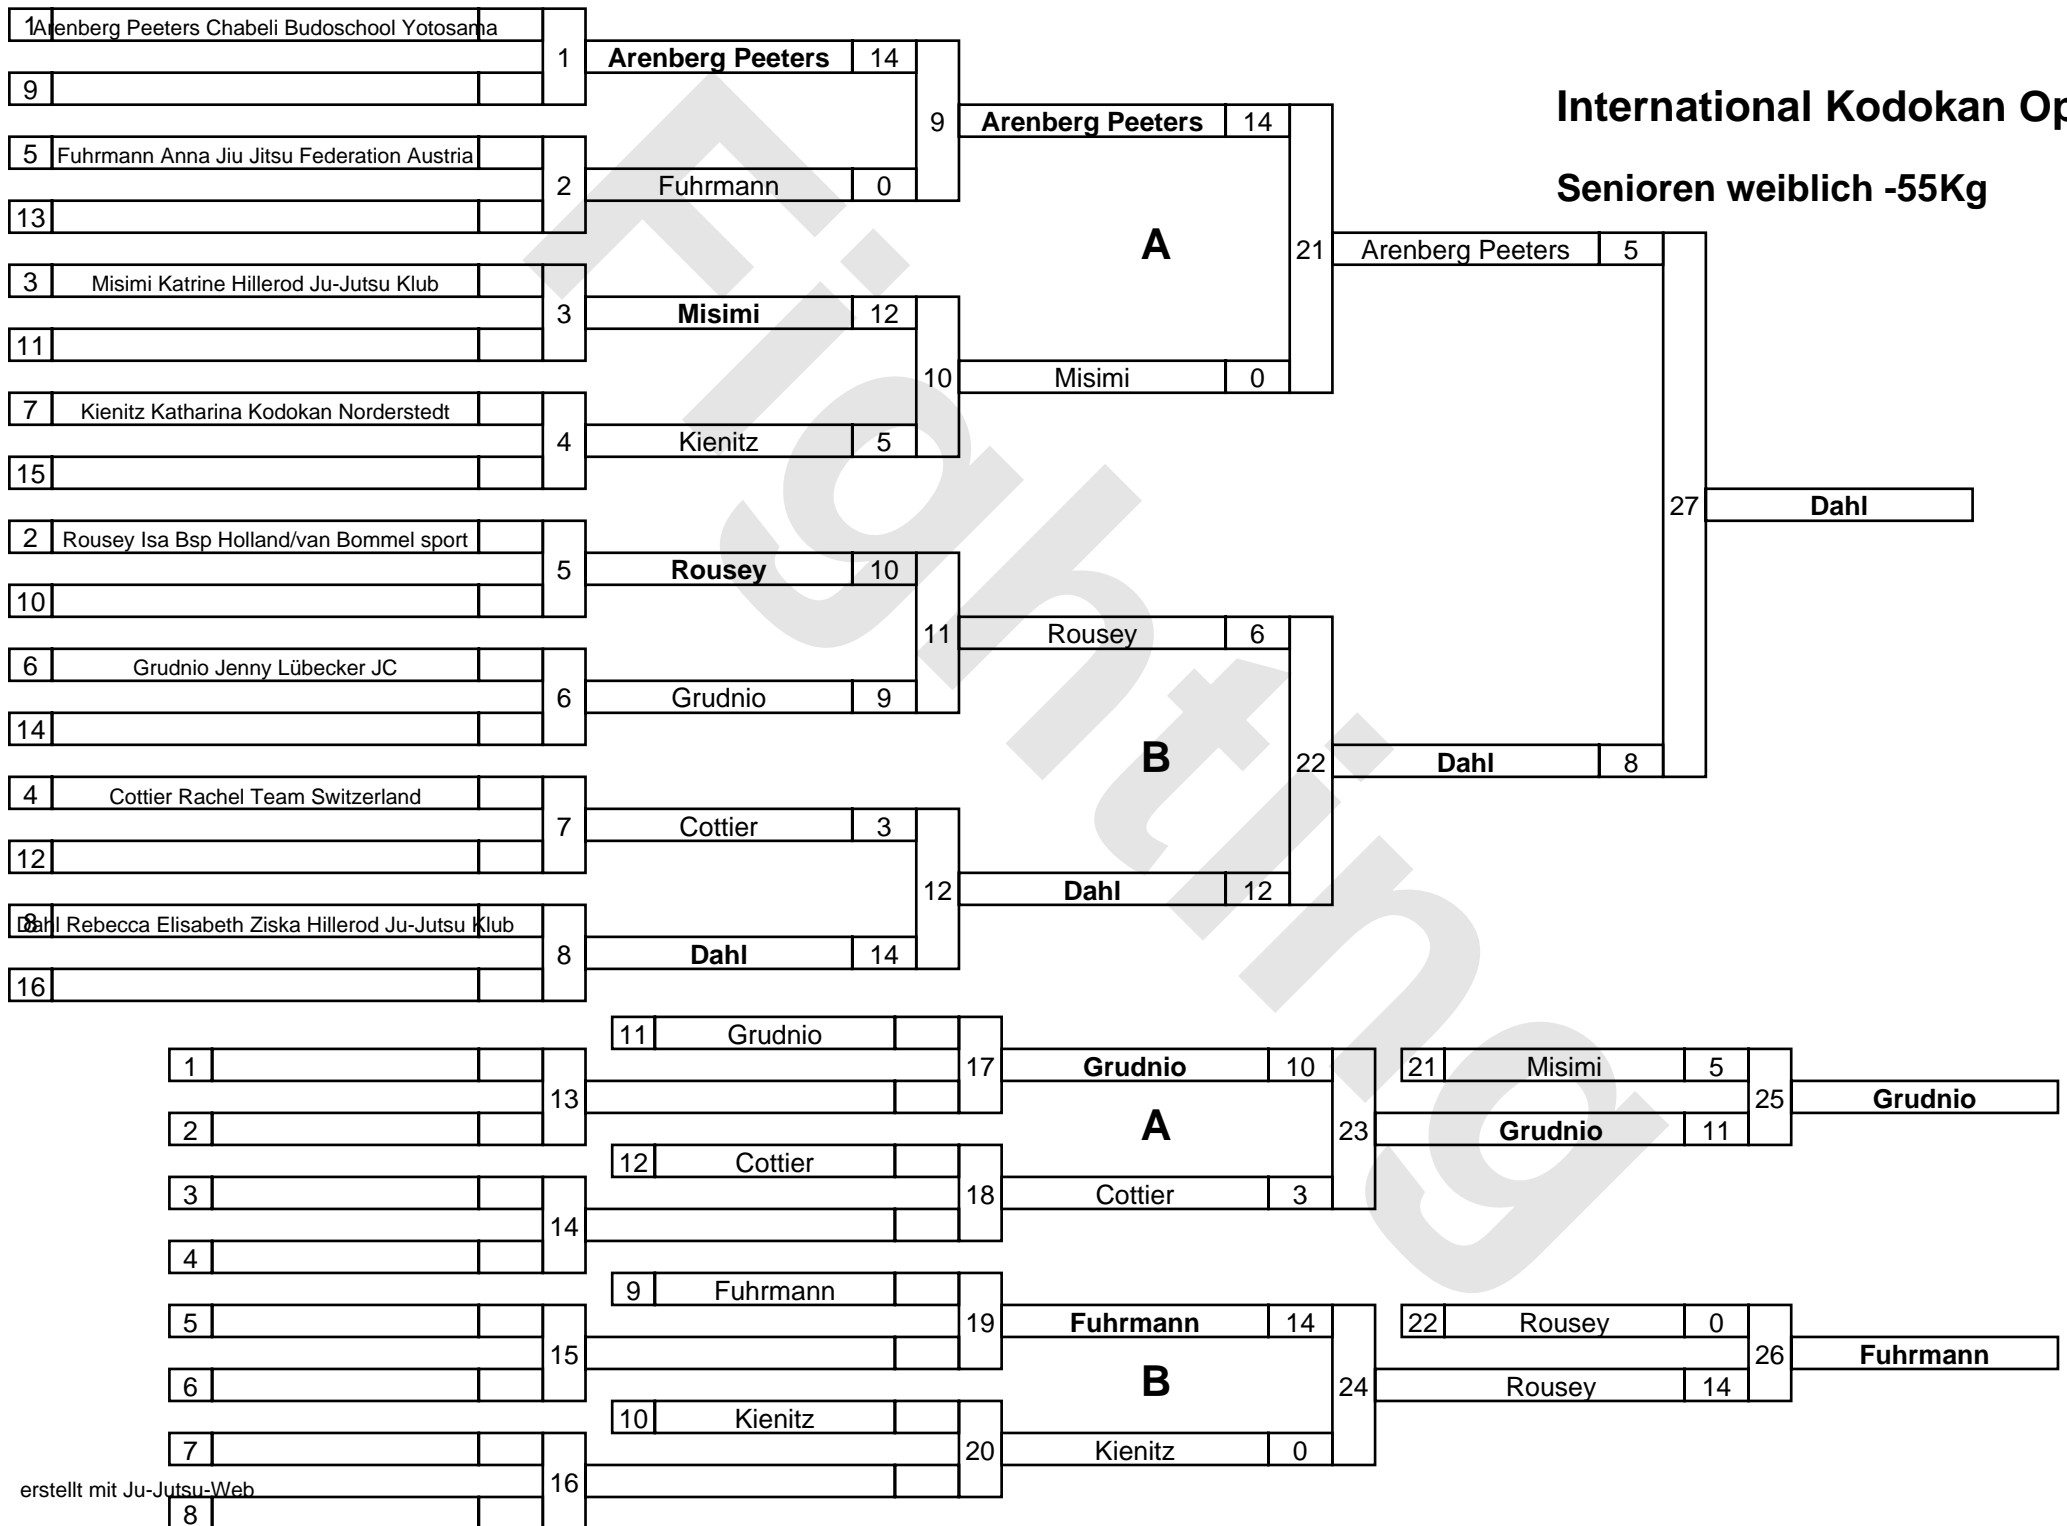 International Kodokan Op
Senioren weiblich -55Kg
1 Arenberg Peeters Chabeli Budoschool Yotosama
9
1
5 Fuhrmann Anna Jiu Jitsu Federation Austria
13
2
3 Misimi Katrine Hillerod Ju-Jutsu Klub
11
3
7 Kienitz Katharina Kodokan Norderstedt
15
4
2 Rousey Isa Bsp Holland/van Bommel sport
10
5
6 Grudnio Jenny Lübecker JC
14
6
4 Cottier Rachel Team Switzerland
12
7
8 Dahl Rebecca Elisabeth Ziska Hillerod Ju-Jutsu Klub
16
8
Arenberg Peeters 14
Fuhrmann 0
9
Misimi 12
Kienitz 5
10
Rousey 10
Grudnio 9
11
Cottier 3
Dahl 14
12
Arenberg Peeters 14
A
Misimi 0
21
Rousey 6
B
Dahl 12
22
Arenberg Peeters 5
Dahl 8
27
Dahl
1
2
13
3
4
14
5
6
15
7
8
16
11 Grudnio
17
12 Cottier
18
9 Fuhrmann
19
10 Kienitz
20
Grudnio 10
A
Cottier 3
23
Fuhrmann 14
B
Kienitz 0
24
21 Misimi 5
Grudnio 11
25
Grudnio
22 Rousey 0
Rousey 14
26
Fuhrmann
erstellt mit Ju-Jutsu-Web
Fighting